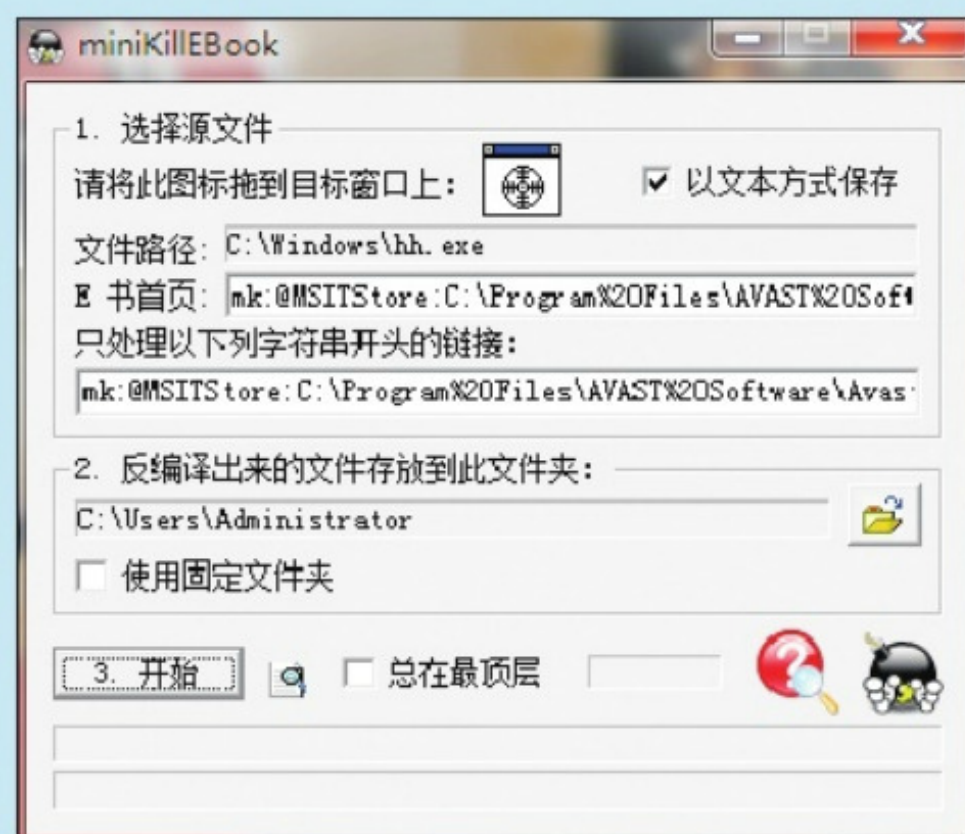 miniKillEBook
1. 选择源文件
请将此图标拖到目标窗口上: 以文本方式保存
文件路径: C:\Windows\hh.exe
E 书首页: mk:@MSITStore:C:\Program%20Files\AVAST%20Soft
只处理以下列字符串开头的链接:
mk:@MSITStore:C:\Program%20Files\AVAST%20Software\Avas
2. 反编译出来的文件存放到此文件夹:
C:\Users\Administrator
使用固定文件夹
3. 开始 总在最顶层